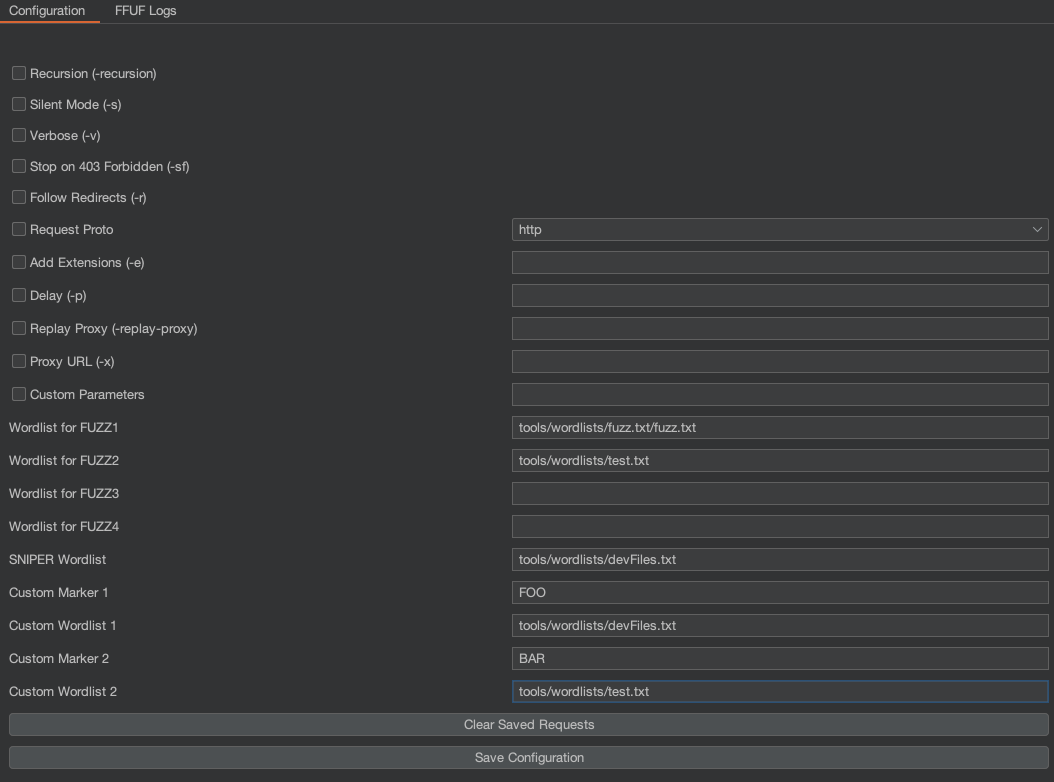 Configuration FFUF Logs
Recursion (-recursion)
Silent Mode (-s)
Verbose (-v)
Stop on 403 Forbidden (-sf)
Follow Redirects (-r)
Request Proto http
Add Extensions (-e)
Delay (-p)
Replay Proxy (-replay-proxy)
Proxy URL (-x)
Custom Parameters
Wordlist for FUZZ1 tools/wordlists/fuzz.txt/fuzz.txt
Wordlist for FUZZ2 tools/wordlists/test.txt
Wordlist for FUZZ3
Wordlist for FUZZ4
SNIPER Wordlist tools/wordlists/devFiles.txt
Custom Marker 1 FOO
Custom Wordlist 1 tools/wordlists/devFiles.txt
Custom Marker 2 BAR
Custom Wordlist 2 tools/wordlists/test.txt
Clear Saved Requests
Save Configuration